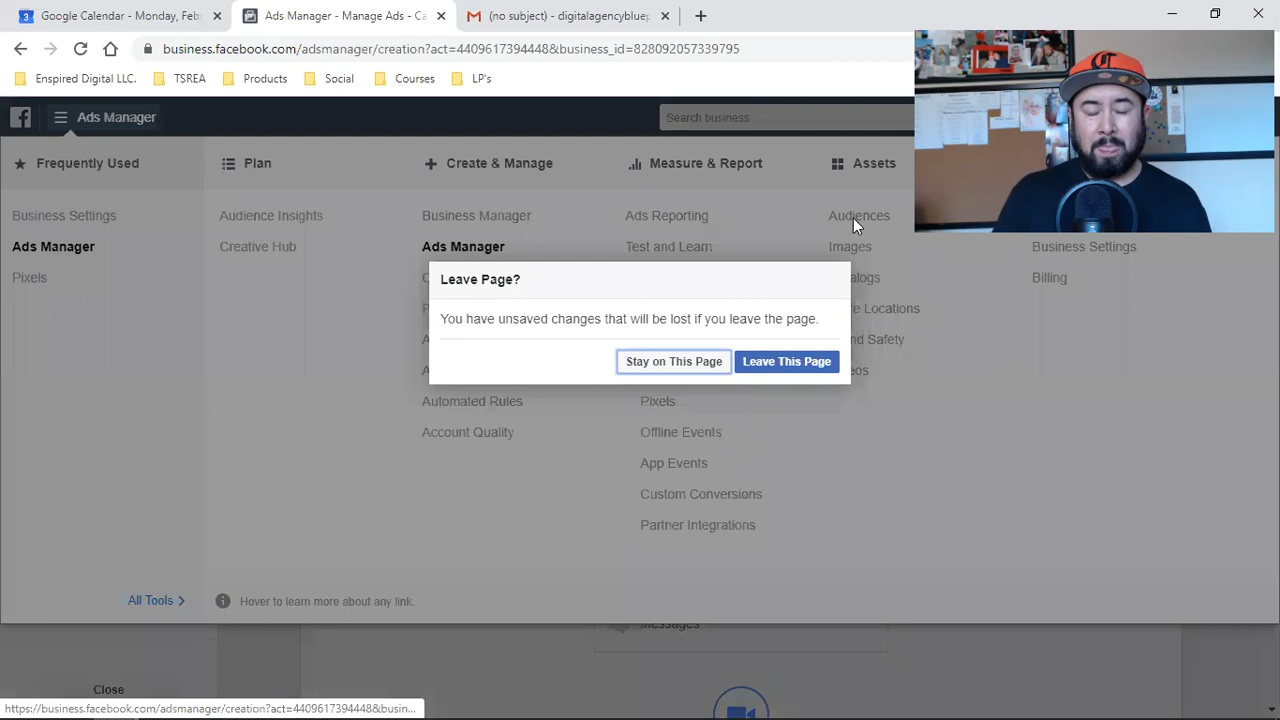 Google Calendar - Monday, Febr
Ads Manager - Manage Ads - Ca
(no subject) - digitalagencybluep
business.facebook.com/adsmanager/creation?act=4409617394448&business_id=828092057339795
Enspired Digital LLC.
TSREA
Products
Social
Courses
LP's
Ads Manager
Search business
Frequently Used
Plan
Create & Manage
Measure & Report
Assets
Business Settings
Audience Insights
Business Manager
Ads Reporting
Audiences
Ads Manager
Creative Hub
Ads Manager
Test and Learn
Images
Business Settings
Pixels
Billing
Leave Page?
You have unsaved changes that will be lost if you leave the page.
Stay on This Page
Leave This Page
Automated Rules
Pixels
Account Quality
Offline Events
App Events
Custom Conversions
Partner Integrations
All Tools
Hover to learn more about any link.
Messages
Close
https://business.facebook.com/adsmanager/creation?act=4409617394448&busin...